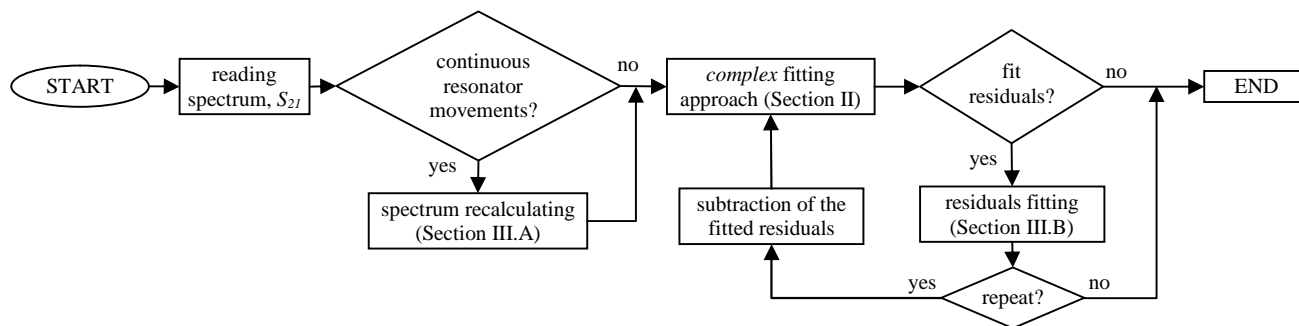 START
reading
spectrum, S21
continuous
resonator
movements?
no
yes
spectrum recalculating
(Section III.A)
complex fitting
approach (Section II)
fit
residuals?
no
yes
residuals fitting
(Section III.B)
repeat?
yes
no
subtraction of the
fitted residuals
END